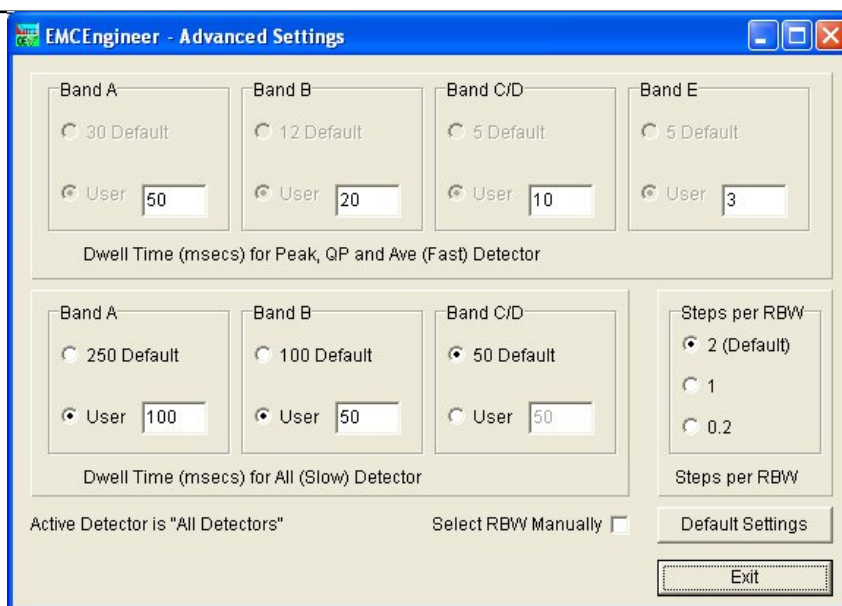 EMCEngineer - Advanced Settings
Band A Band B Band C/D Band E
30 Default 12 Default 5 Default 5 Default
User 50 User 20 User 10 User 3
Dwell Time (msecs) for Peak, QP and Ave (Fast) Detector
Band A Band B Band C/D Steps per RBW
250 Default 100 Default 50 Default 2 (Default)
1
User 100 User 50 User 50 0.2
Dwell Time (msecs) for All (Slow) Detector Steps per RBW
Active Detector is "All Detectors" Select RBW Manually Default Settings
Exit